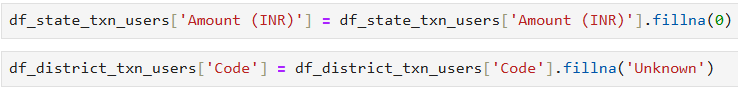 df_state_txn_users['Amount (INR)'] = df_state_txn_users['Amount (INR)'].fillna(0)
df_district_txn_users['Code'] = df_district_txn_users['Code'].fillna('Unknown')